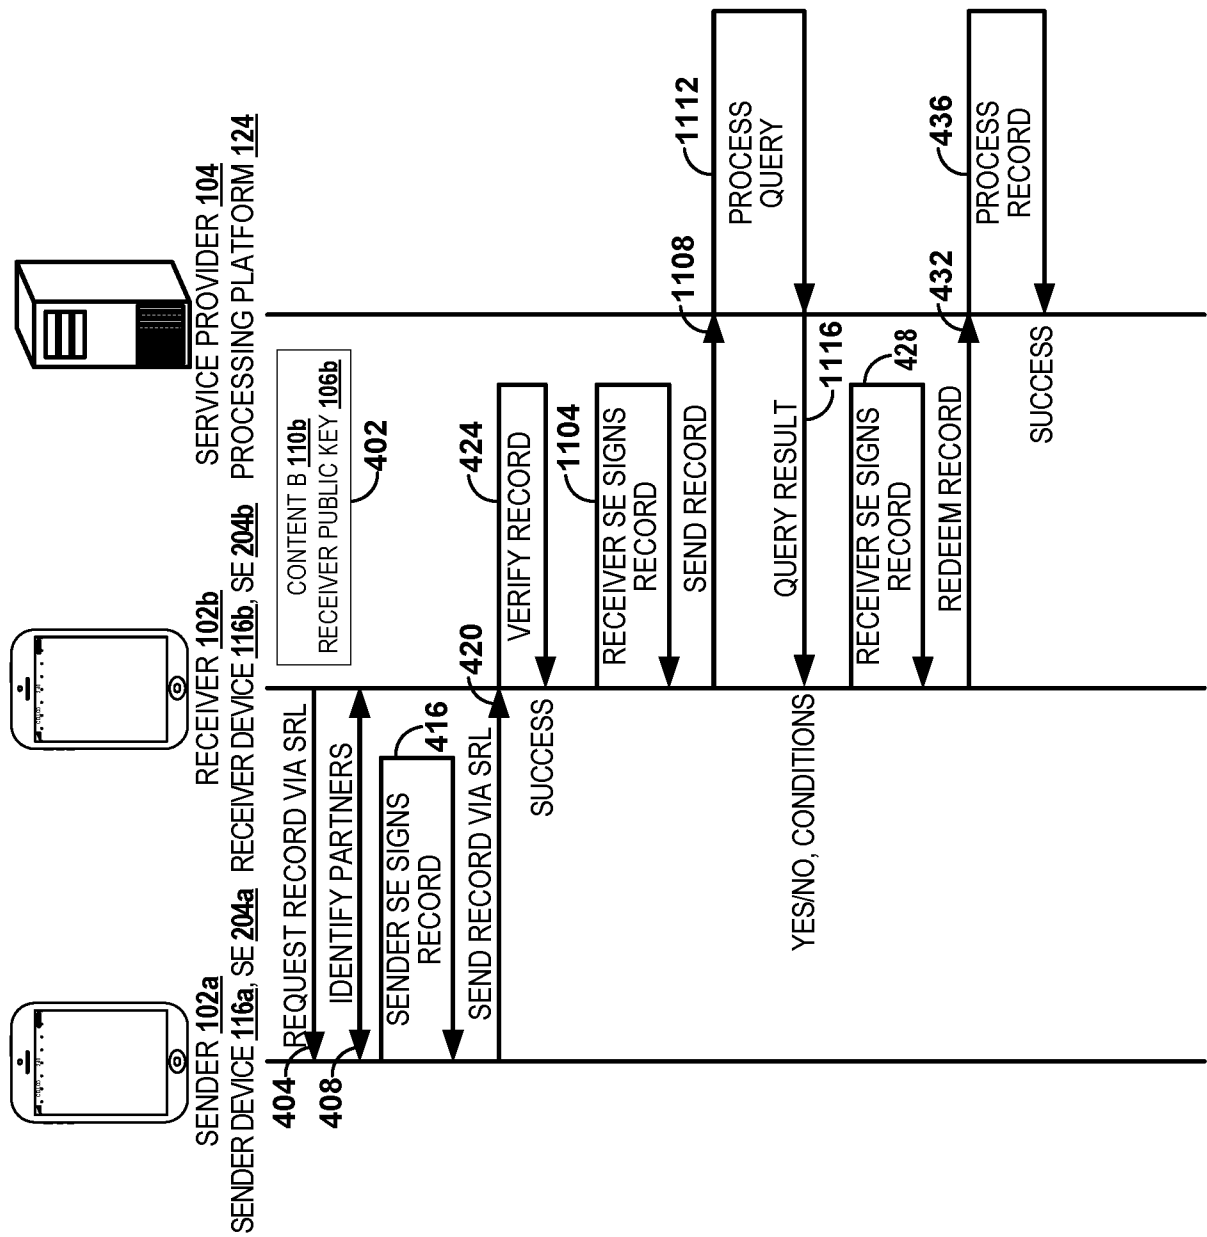 SENDER 102a
SENDER DEVICE 116a, SE 204a
RECEIVER 102b
RECEIVER DEVICE 116b, SE 204b
SERVICE PROVIDER 104
PROCESSING PLATFORM 124
CONTENT B 110b
RECEIVER PUBLIC KEY 106b
402
REQUEST RECORD VIA SRL
404
IDENTIFY PARTNERS
408
SENDER SE SIGNS
RECORD
416
SEND RECORD VIA SRL
420
424
VERIFY RECORD
SUCCESS
1104
RECEIVER SE SIGNS
RECORD
SEND RECORD
1108
1112
PROCESS
QUERY
QUERY RESULT
1116
YES/NO, CONDITIONS
RECEIVER SE SIGNS
RECORD
428
REDEEM RECORD
432
436
PROCESS
RECORD
SUCCESS